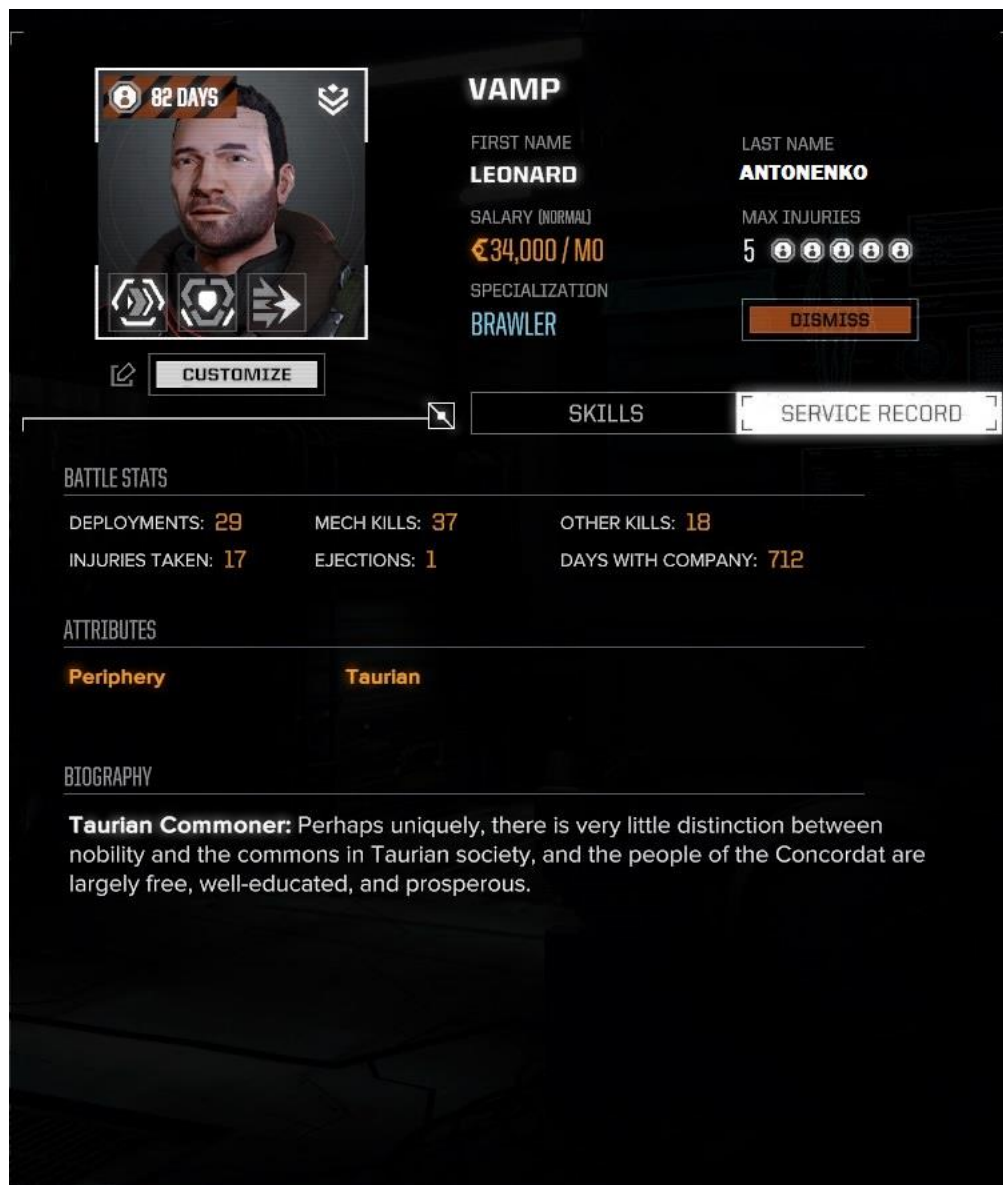 82 DAYS
VAMP
FIRST NAME
LEONARD
LAST NAME
ANTONENKO
SALARY (NORMAL)
₡34,000 / MO
MAX INJURIES
5
SPECIALIZATION
BRAWLER
DISMISS
CUSTOMIZE
SKILLS
SERVICE RECORD
BATTLE STATS
DEPLOYMENTS: 29
MECH KILLS: 37
OTHER KILLS: 18
INJURIES TAKEN: 17
EJECTIONS: 1
DAYS WITH COMPANY: 712
ATTRIBUTES
Periphery
Taurian
BIOGRAPHY
Taurian Commoner: Perhaps uniquely, there is very little distinction between
nobility and the commons in Taurian society, and the people of the Concordat are
largely free, well-educated, and prosperous.